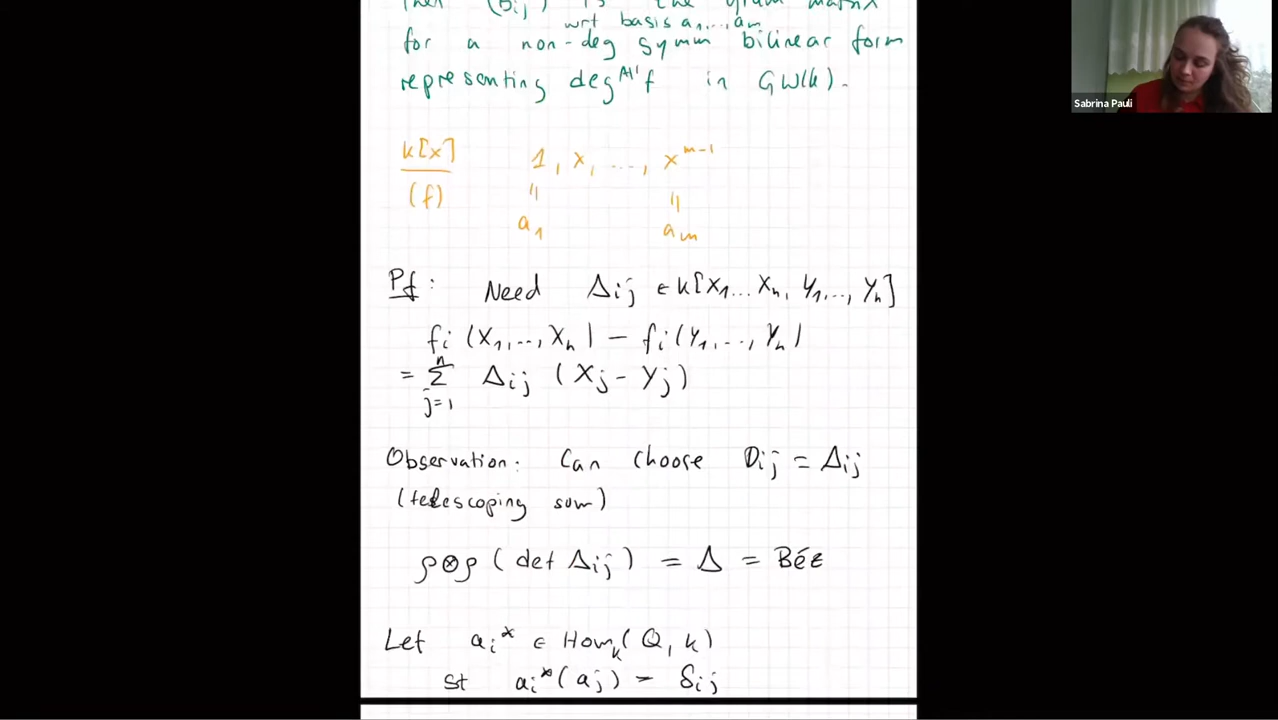 Then (Bij) is the gram matrix
wrt basis a1,...,am
for a non-deg symm bilinear form
representing deg^A1 f in GW(k).
Sabrina Pauli
k[x]/(f) 1, x, ..., x^m-1
a1 am
Pf: Need Δij ∈ k[X1...Xn, Y1,..., Yn]
fi (X1,..., Xn) - fi (Y1,..., Yn)
= n Σ j=1 Δij (Xj - Yj)
Observation: Can choose Dij = Δij
(telescoping sum)
ρ⊗ρ (det Δij) = Δ = Béz
Let ai* ∈ Homk(Q, k)
st ai*(aj) = δij